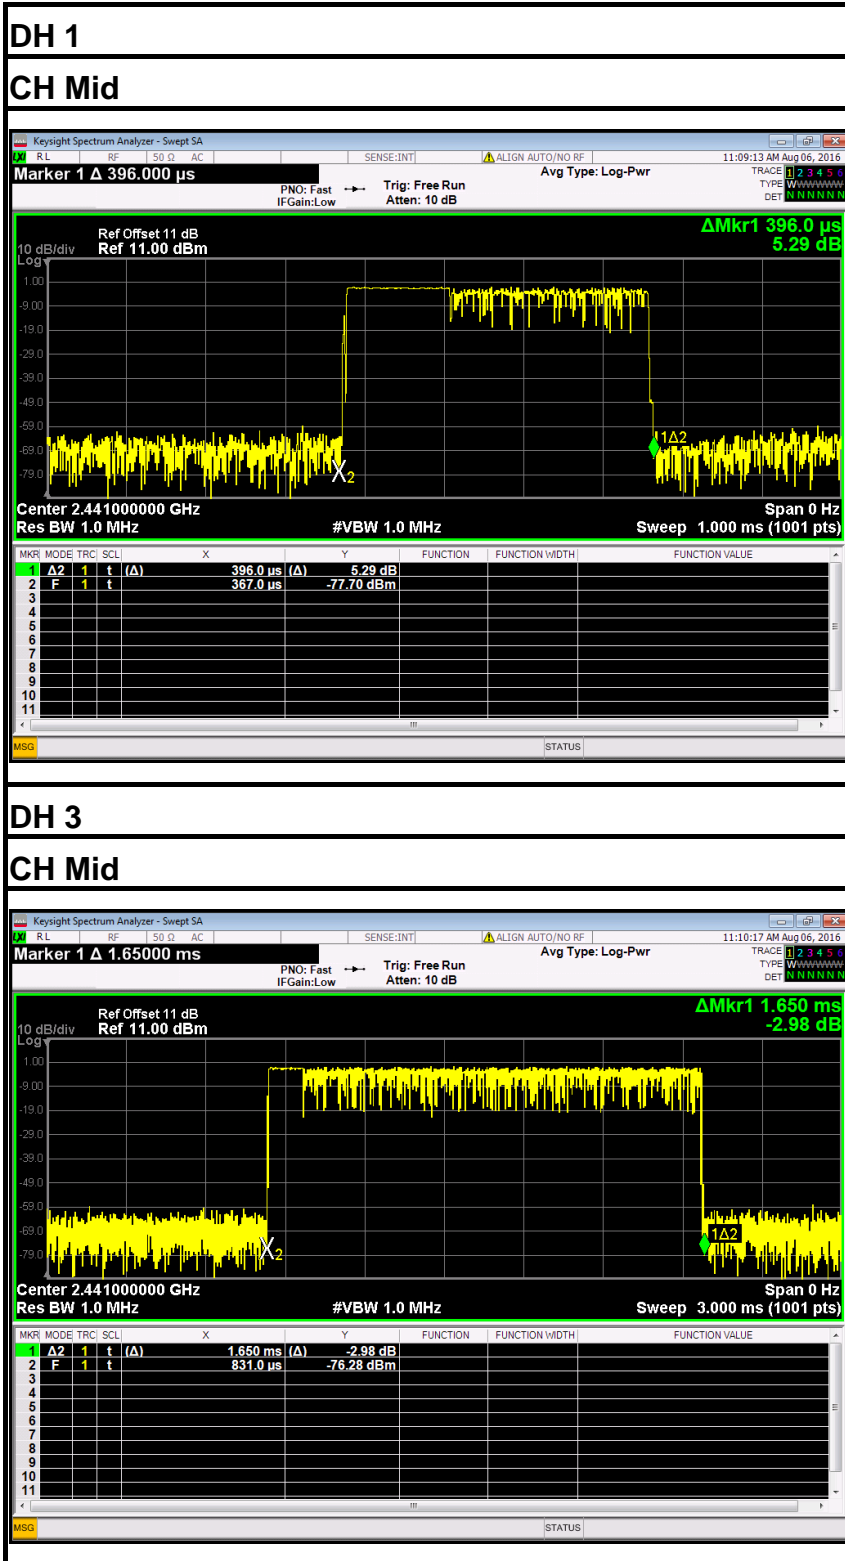 DH 1
CH Mid
Keysight Spectrum Analyzer - Swept SA
LXI RL RF 50 Ω AC SENSE:INT ALIGN AUTO/NO RF 11:09:13 AM Aug 06, 2016
Marker 1 Δ 396.000 µs
PNO: Fast
IFGain:Low
Trig: Free Run
Atten: 10 dB
Avg Type: Log-Pwr
TRACE 1 2 3 4 5 6
TYPE WWWWWW
DET N N N N N N
ΔMkr1 396.0 µs
5.29 dB
10 dB/div
Log
Ref Offset 11 dB
Ref 11.00 dBm
1.00
-9.00
-19.0
-29.0
-39.0
-49.0
-59.0
-69.0
-79.0
X2
1Δ2
Center 2.441000000 GHz Span 0 Hz
Res BW 1.0 MHz #VBW 1.0 MHz Sweep 1.000 ms (1001 pts)
MKR MODE TRC SCL X Y FUNCTION FUNCTION WIDTH FUNCTION VALUE
1 Δ2 1 t (Δ) 396.0 µs (Δ) 5.29 dB
2 F 1 t 367.0 µs -77.70 dBm
3
4
5
6
7
8
9
10
11
MSG STATUS
DH 3
CH Mid
Keysight Spectrum Analyzer - Swept SA
LXI RL RF 50 Ω AC SENSE:INT ALIGN AUTO/NO RF 11:10:17 AM Aug 06, 2016
Marker 1 Δ 1.65000 ms
PNO: Fast
IFGain:Low
Trig: Free Run
Atten: 10 dB
Avg Type: Log-Pwr
TRACE 1 2 3 4 5 6
TYPE WWWWWW
DET N N N N N N
ΔMkr1 1.650 ms
-2.98 dB
10 dB/div
Log
Ref Offset 11 dB
Ref 11.00 dBm
1.00
-9.00
-19.0
-29.0
-39.0
-49.0
-59.0
-69.0
-79.0
X2
1Δ2
Center 2.441000000 GHz Span 0 Hz
Res BW 1.0 MHz #VBW 1.0 MHz Sweep 3.000 ms (1001 pts)
MKR MODE TRC SCL X Y FUNCTION FUNCTION WIDTH FUNCTION VALUE
1 Δ2 1 t (Δ) 1.650 ms (Δ) -2.98 dB
2 F 1 t 831.0 µs -76.28 dBm
3
4
5
6
7
8
9
10
11
MSG STATUS